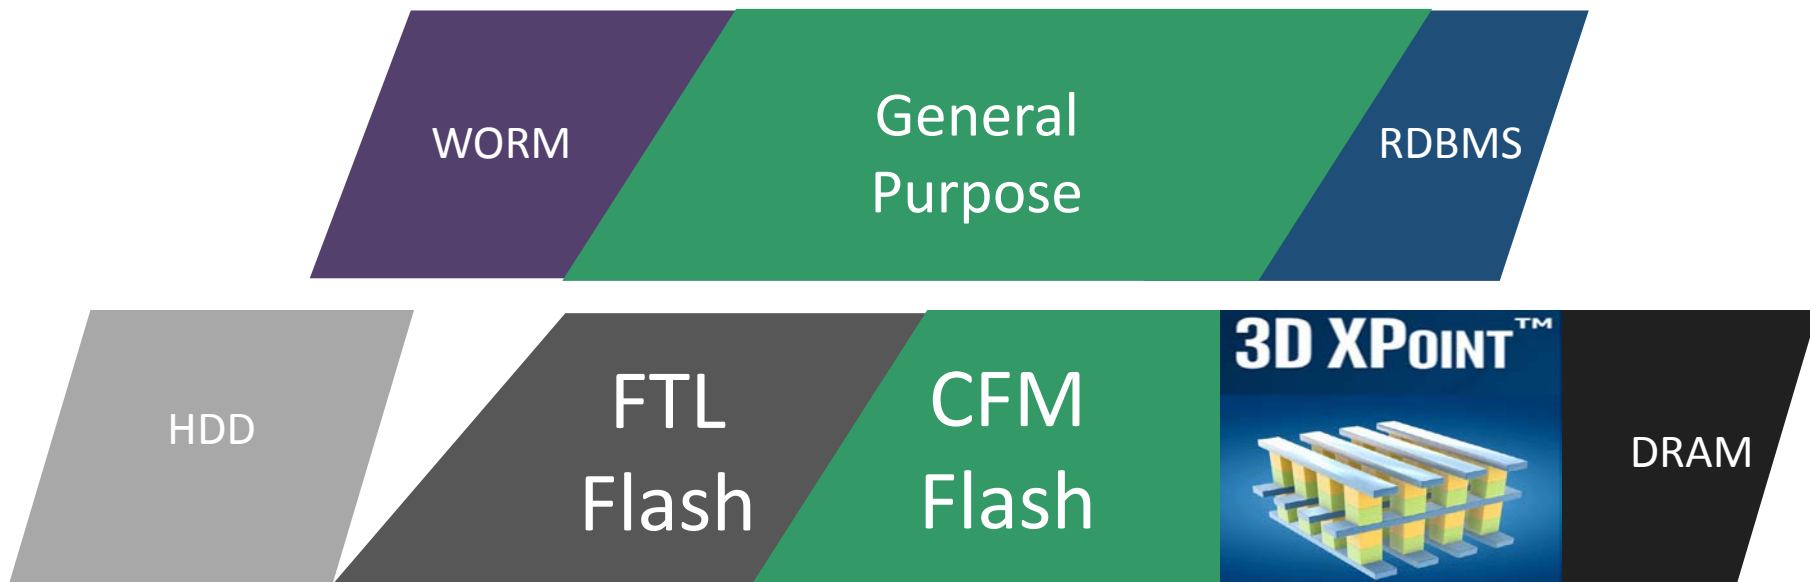 WORM
General
Purpose
RDBMS
HDD
FTL
Flash
CFM
Flash
3D XPOINT™
DRAM